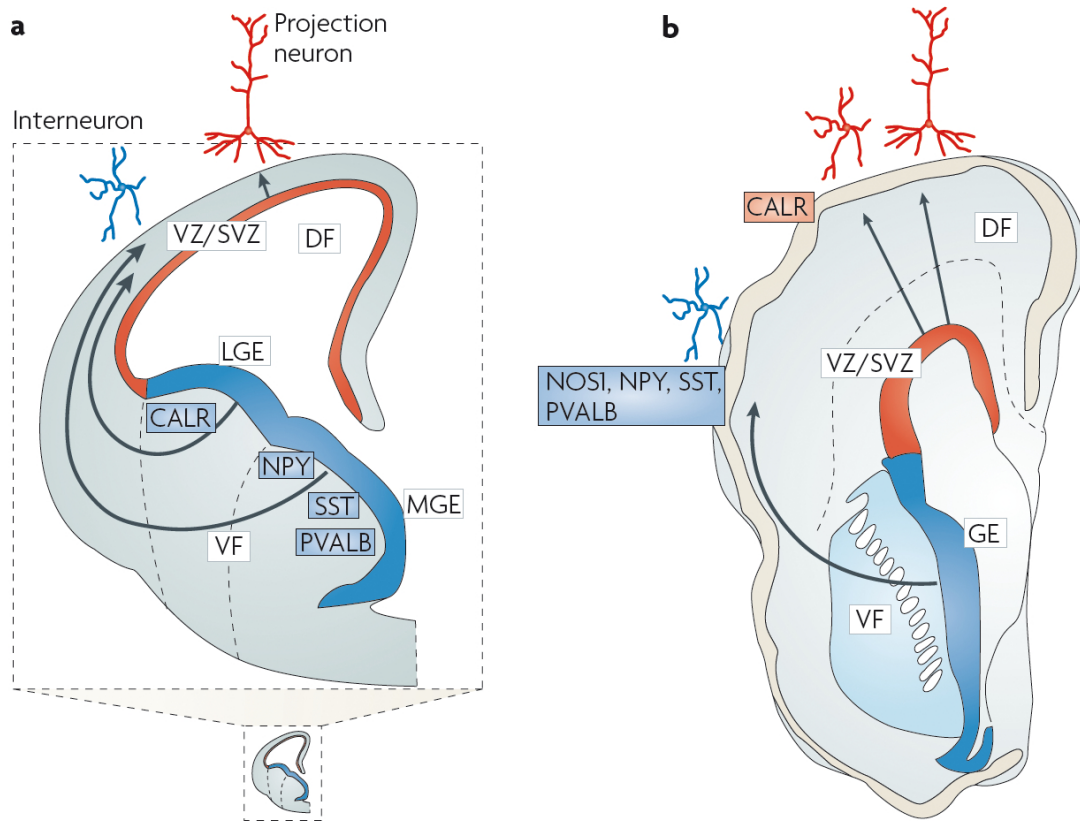 a
Projection
neuron
Interneuron
VZ/SVZ
DF
LGE
CALR
NPY
SST
MGE
PVALB
VF
b
CALR
DF
VZ/SVZ
NOSI, NPY, SST,
PVALB
GE
VF